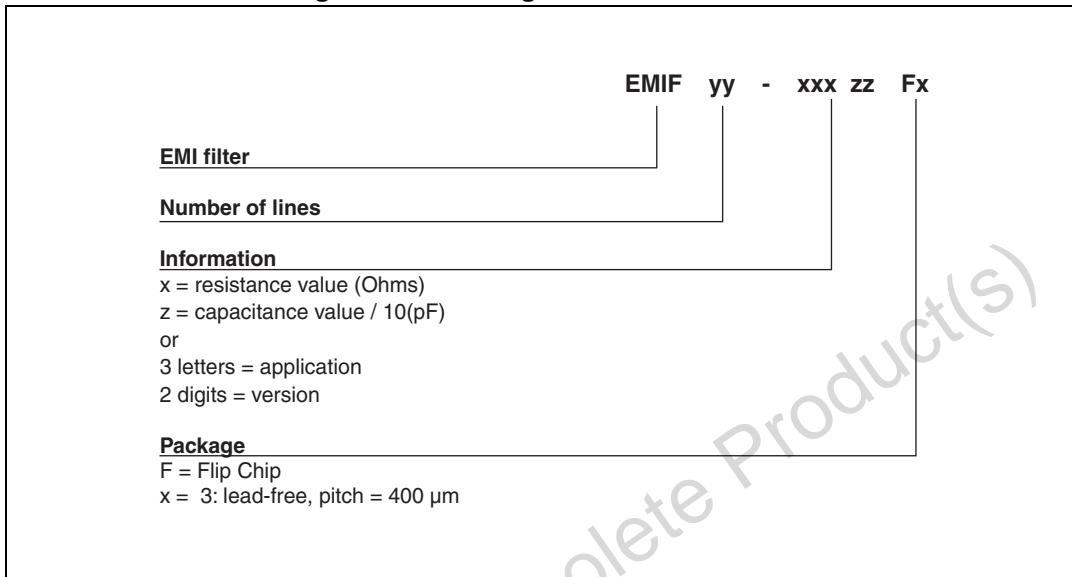 EMIF yy - xxx zz Fx
EMI filter
Number of lines
Information
x = resistance value (Ohms)
z = capacitance value / 10(pF)
or
3 letters = application
2 digits = version
Package
F = Flip Chip
x = 3: lead-free, pitch = 400 µm
Product(s)